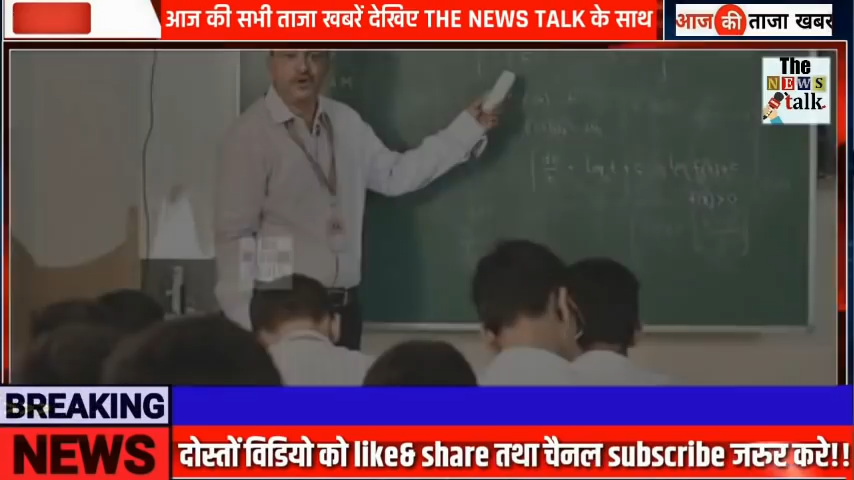 आज की सभी ताजा खबरें देखिए THE NEWS TALK के साथ
आज की ताजा खबर
The
NEWS
talk
BREAKING
NEWS
दोस्तों विडियो को like& share तथा चैनल subscribe जरुर करे!!